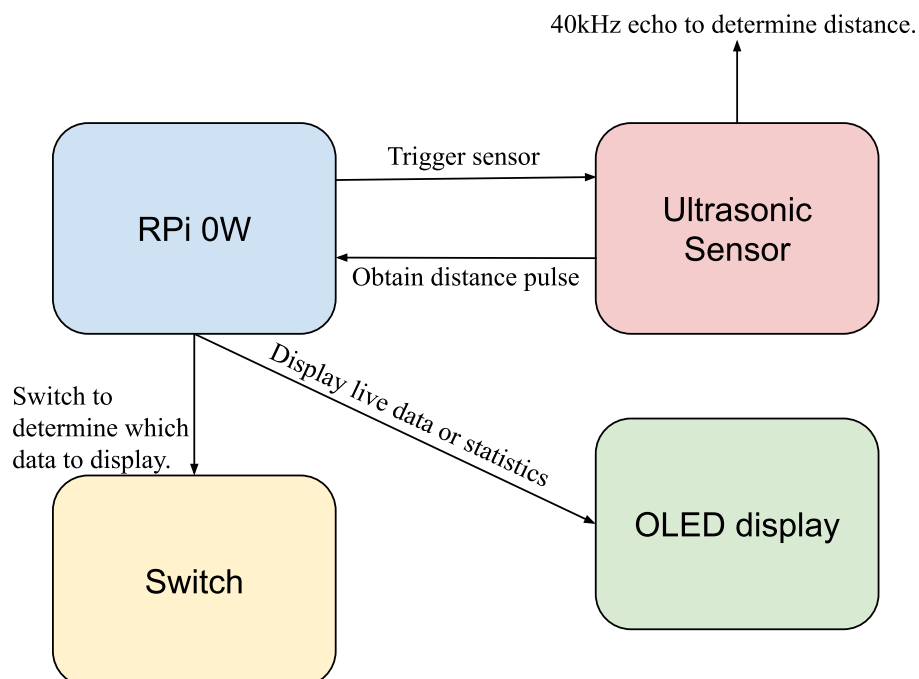 40kHz echo to determine distance.
Trigger sensor
RPi 0W
Ultrasonic
Sensor
Obtain distance pulse
Display live data or statistics
Switch to
determine which
data to display.
OLED display
Switch